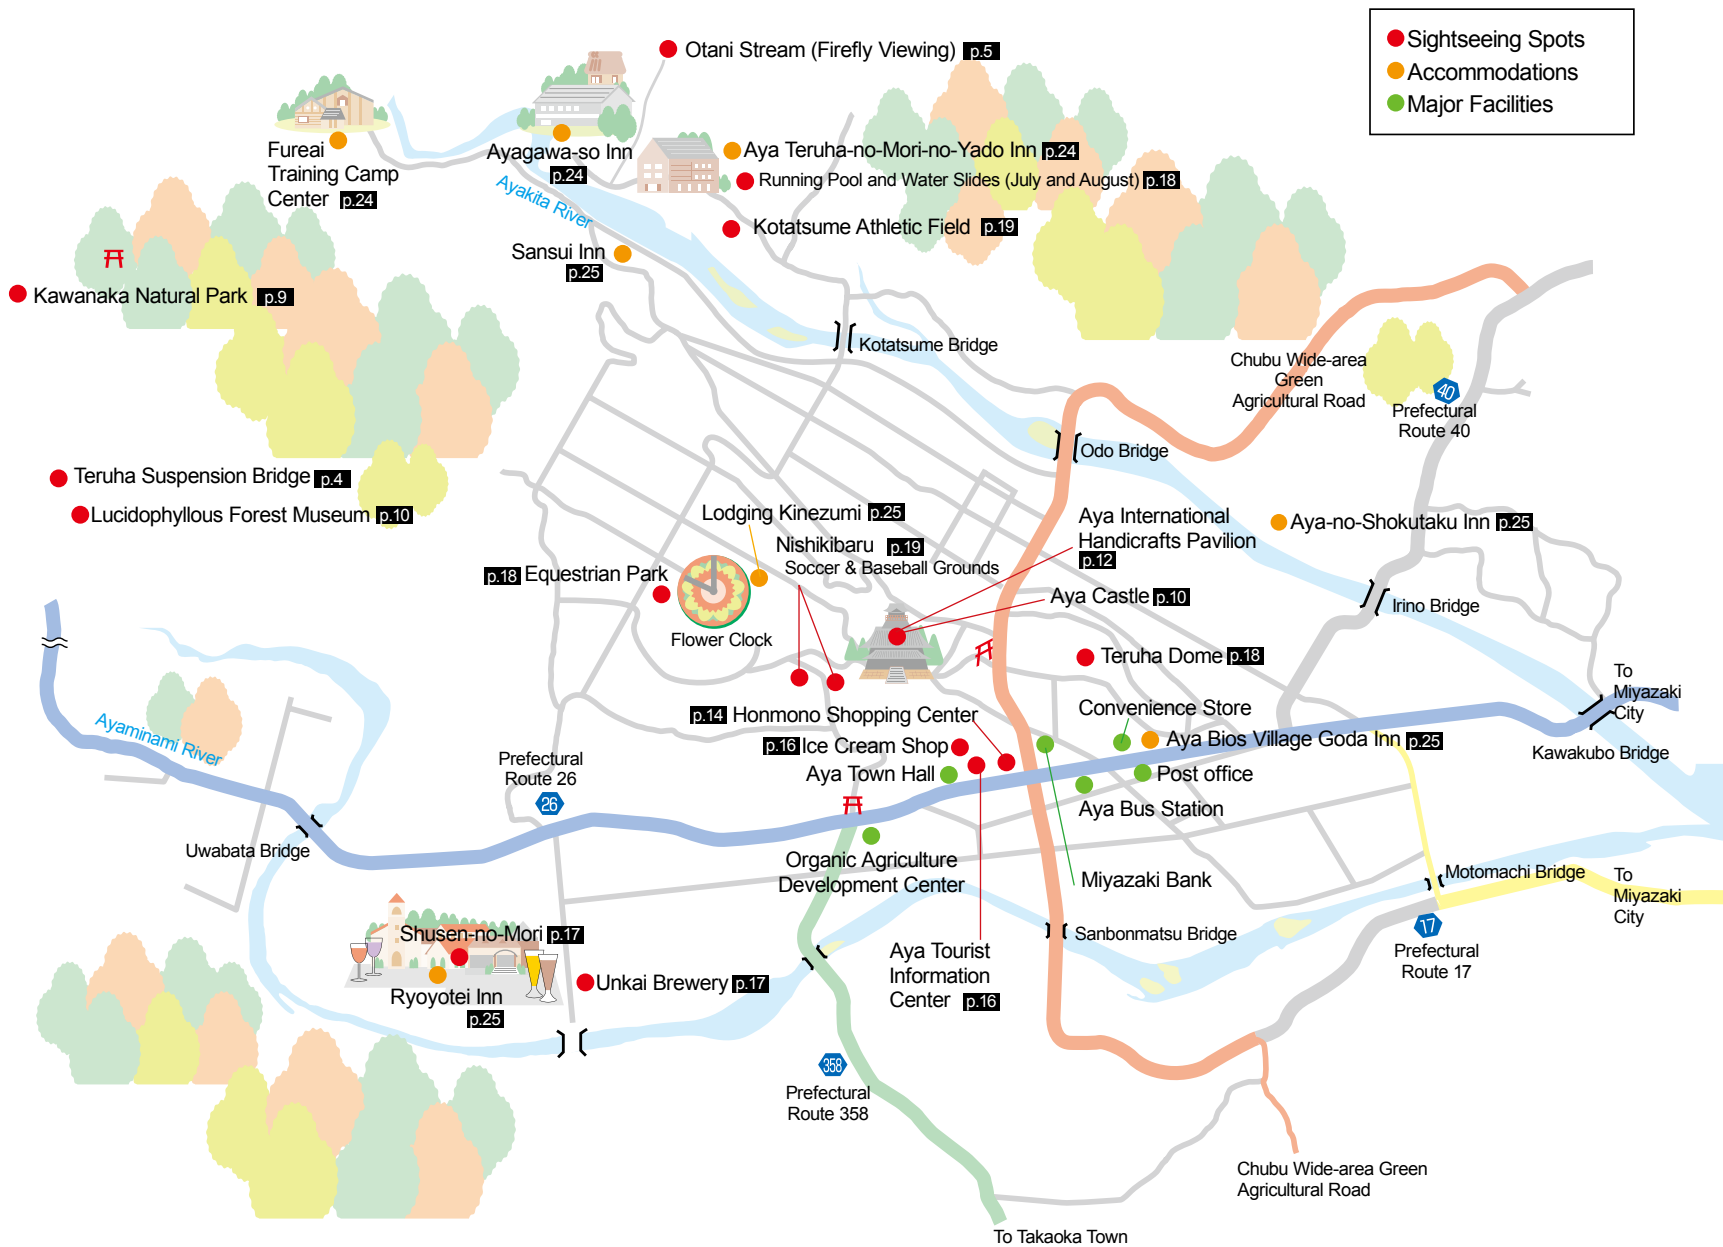 Sightseeing Spots
Accommodations
Major Facilities
Otani Stream (Firefly Viewing) p.5
Fureai
Training Camp
Center p.24
Ayagawa-so Inn
p.24
Aya Teruha-no-Mori-no-Yado Inn p.24
Running Pool and Water Slides (July and August) p.18
Kotatsume Athletic Field p.19
Ayakita River
Sansui Inn
p.25
Kawanaka Natural Park p.9
Kotatsume Bridge
Chubu Wide-area
Green
Agricultural Road
40
Prefectural
Route 40
Odo Bridge
Teruha Suspension Bridge p.4
Lucidophyllous Forest Museum p.10
Lodging Kinezumi p.25
Nishikibaru p.19
Soccer & Baseball Grounds
Aya International
Handicrafts Pavilion
p.12
Aya-no-Shokutaku Inn p.25
p.18 Equestrian Park
Flower Clock
Aya Castle p.10
Irino Bridge
Teruha Dome p.18
To
Miyazaki
City
Ayaminami River
p.14 Honmono Shopping Center
Convenience Store
p.16 Ice Cream Shop
Aya Bios Village Goda Inn p.25
Kawakubo Bridge
Prefectural
Route 26
26
Aya Town Hall
Post office
Aya Bus Station
Uwabata Bridge
Organic Agriculture
Development Center
Miyazaki Bank
Motomachi Bridge
To
Miyazaki
City
17
Prefectural
Route 17
Shusen-no-Mori p.17
Ryoyotei Inn
p.25
Unkai Brewery p.17
Aya Tourist
Information
Center p.16
Sanbonmatsu Bridge
358
Prefectural
Route 358
Chubu Wide-area Green
Agricultural Road
To Takaoka Town